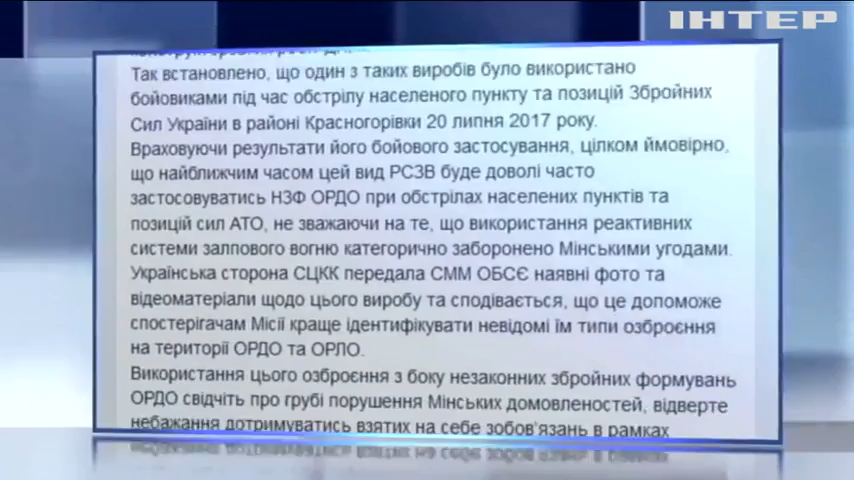 ІНТЕР
Так встановлено, що один з таких виробів було використано
бойовиками під час обстрілу населеного пункту та позицій Збройних
Сил України в районі Красногорівки 20 липня 2017 року.
Враховуючи результати його бойового застосування, цілком ймовірно,
що найближчим часом цей вид РСЗВ буде доволі часто
застосовуватись НЗФ ОРДО при обстрілах населених пунктів та
позицій сил АТО, не зважаючи на те, що використання реактивних
системи залпового вогню категорично заборонено Мінськими угодами.
Українська сторона СЦКК передала СММ ОБСЄ наявні фото та
відеоматеріали щодо цього виробу та сподівається, що це допоможе
спостерігачам Місії краще ідентифікувати невідомі їм типи озброєння
на території ОРДО та ОРЛО.
Використання цього озброєння з боку незаконних збройних формувань
ОРДО свідчіть про грубі порушення Мінських домовленостей, відверте
небажання дотримуватись взятих на себе зобов'язань в рамках